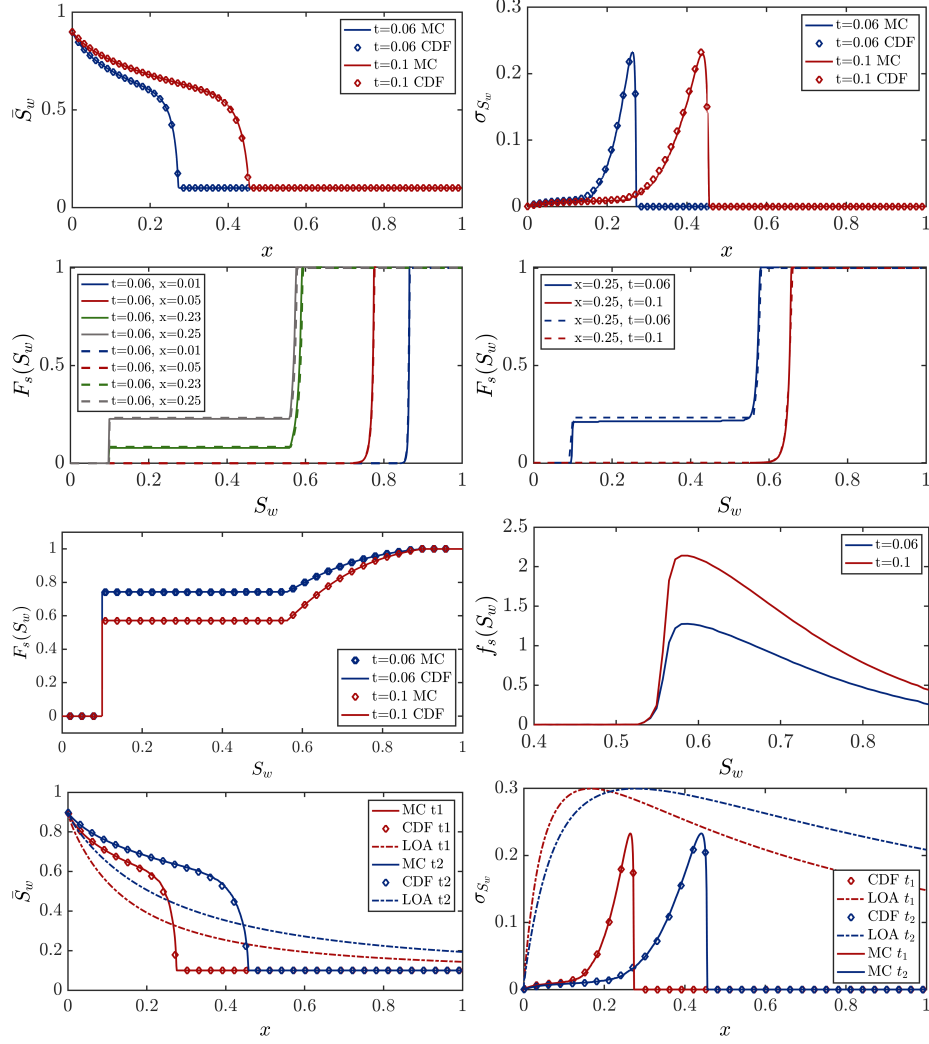 1
0.5
0
S̄_w
0
0.2
0.4
0.6
0.8
1
x
t=0.06 MC
t=0.06 CDF
t=0.1 MC
t=0.1 CDF
0.3
0.2
0.1
0
σ_{S_w}
0
0.2
0.4
0.6
0.8
1
x
t=0.06 MC
t=0.06 CDF
t=0.1 MC
t=0.1 CDF
1
0.5
0
F_s(S_w)
0
0.2
0.4
0.6
0.8
1
S_w
t=0.06, x=0.01
t=0.06, x=0.05
t=0.06, x=0.23
t=0.06, x=0.25
t=0.06, x=0.01
t=0.06, x=0.05
t=0.06, x=0.23
t=0.06, x=0.25
1
0.5
0
F_s(S_w)
0
0.2
0.4
0.6
0.8
1
S_w
x=0.25, t=0.06
x=0.25, t=0.1
x=0.25, t=0.06
x=0.25, t=0.1
1
0.8
0.6
0.4
0.2
0
F_s(S_w)
0
0.2
0.4
0.6
0.8
1
S_w
t=0.06 MC
t=0.06 CDF
t=0.1 MC
t=0.1 CDF
2.5
2
1.5
1
0.5
0
f_s(S_w)
0.4
0.5
0.6
0.7
0.8
S_w
t=0.06
t=0.1
1
0.8
0.6
0.4
0.2
0
S̄_w
0
0.2
0.4
0.6
0.8
1
x
MC t1
CDF t1
LOA t1
MC t2
CDF t2
LOA t2
0.3
0.2
0.1
0
σ_{S_w}
0
0.2
0.4
0.6
0.8
1
x
CDF t₁
LOA t₁
CDF t₂
LOA t₂
MC t₁
MC t₂